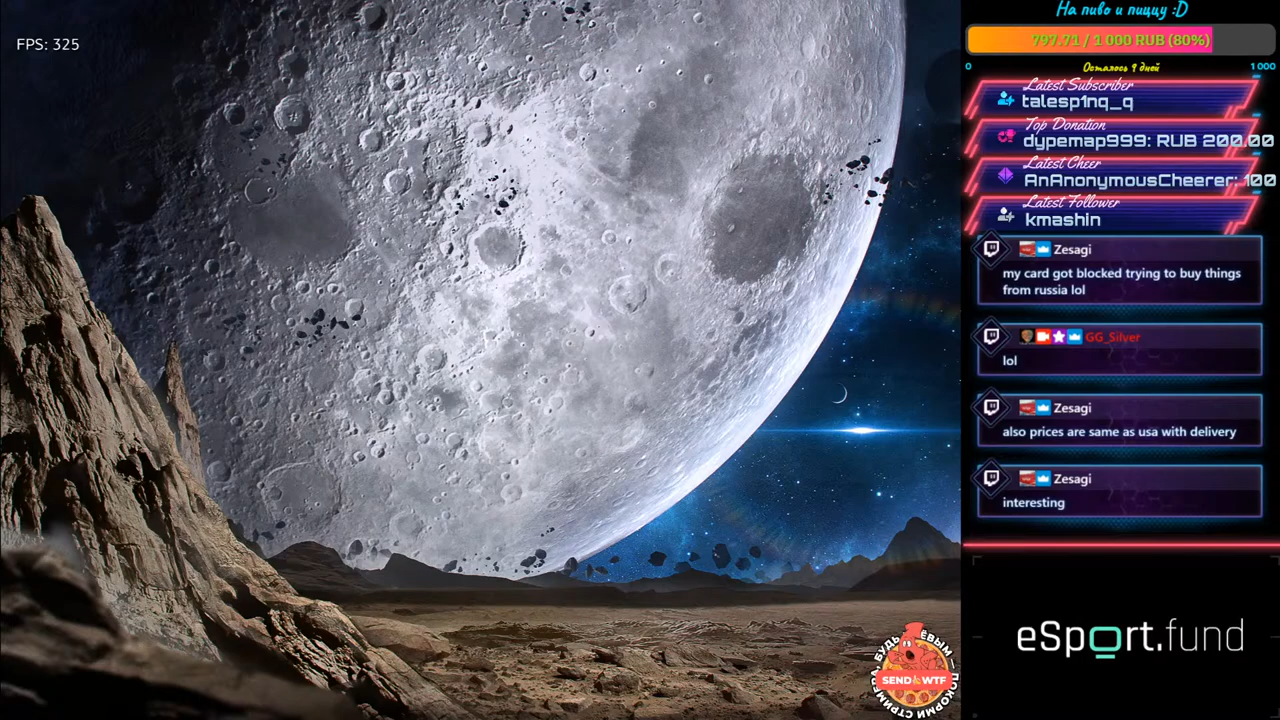 FPS: 325
На пиво и пиццу :D
797.71 / 1 000 RUB (80%)
0
Осталось 9 дней
1 000
Latest Subscriber
talesp1nq_q
Top Donation
dypemap999: RUB 200.00
Latest Cheer
AnAnonymousCheerer: 100
Latest Follower
kmashin
Zesagi
my card got blocked trying to buy things
from russia lol
GG_Silver
lol
Zesagi
also prices are same as usa with delivery
Zesagi
interesting
eSport.fund
SEND WTF
ПОКОРМИ СТРИМЕРА